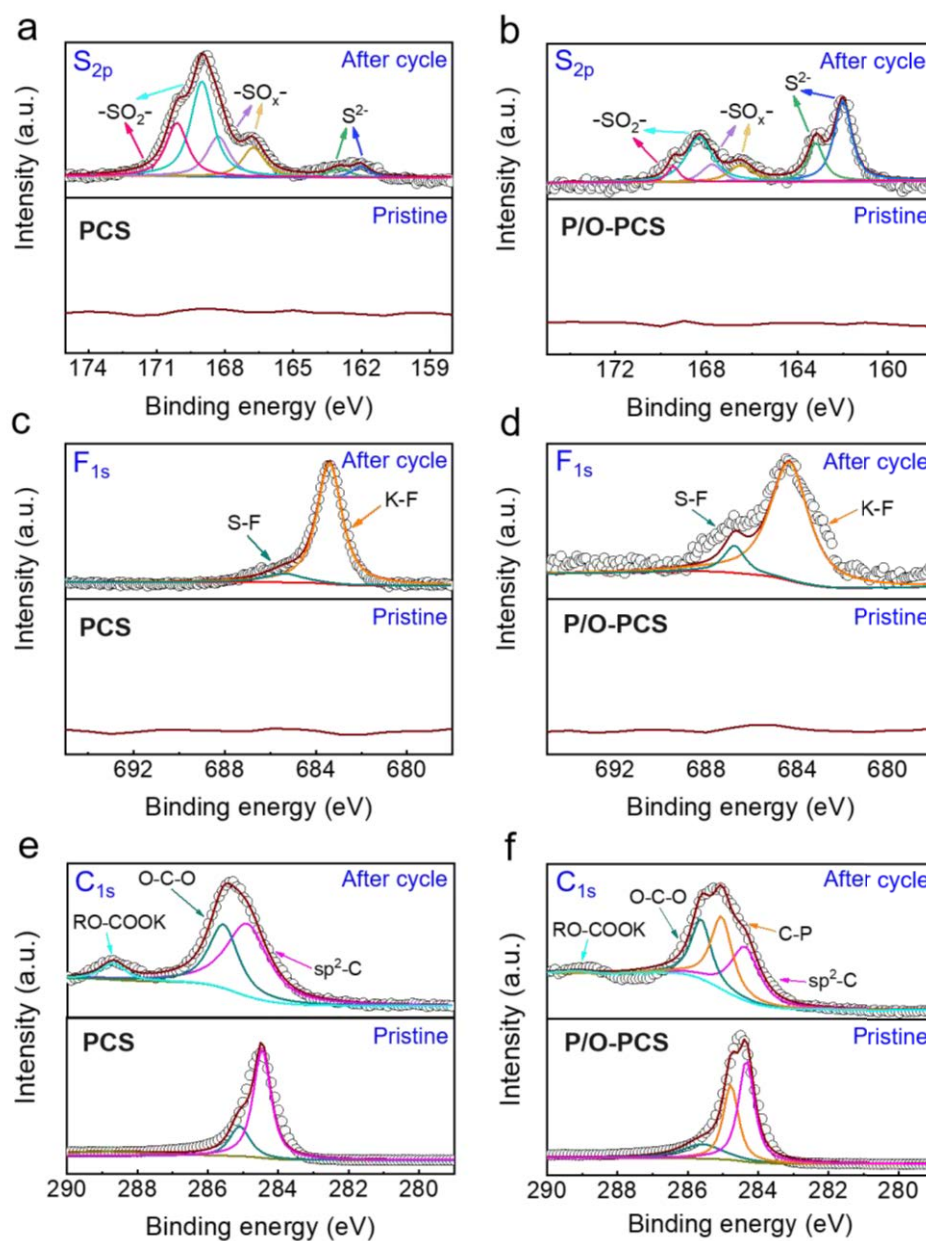 a
S2p
After cycle
-SO2-
-SOx-
S2-
Intensity (a.u.)
PCS
Pristine
174 171 168 165 162 159
Binding energy (eV)
b
S2p
After cycle
-SO2-
-SOx-
S2-
Intensity (a.u.)
P/O-PCS
Pristine
172 168 164 160
Binding energy (eV)
c
F1s
After cycle
S-F
K-F
Intensity (a.u.)
PCS
Pristine
692 688 684 680
Binding energy (eV)
d
F1s
After cycle
S-F
K-F
Intensity (a.u.)
P/O-PCS
Pristine
692 688 684 680
Binding energy (eV)
e
C1s
After cycle
O-C-O
RO-COOK
sp2-C
Intensity (a.u.)
PCS
Pristine
290 288 286 284 282 280
Binding energy (eV)
f
C1s
After cycle
O-C-O
RO-COOK
C-P
sp2-C
Intensity (a.u.)
P/O-PCS
Pristine
290 288 286 284 282 280
Binding energy (eV)